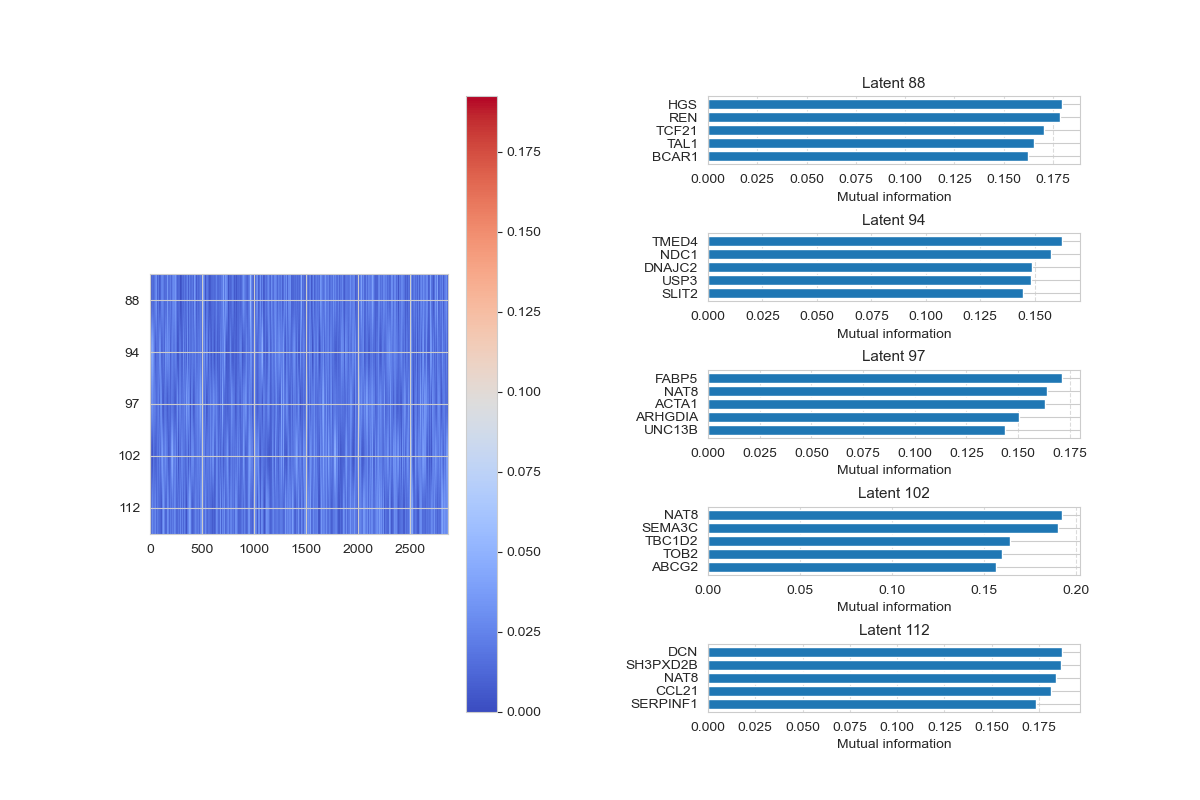 88
94
97
102
112
0 500 1000 1500 2000 2500
0.175
0.150
0.125
0.100
0.075
0.050
0.025
0.000
Latent 88
HGS
REN
TCF21
TAL1
BCAR1
0.000 0.025 0.050 0.075 0.100 0.125 0.150 0.175
Mutual information
Latent 94
TMED4
NDC1
DNAJC2
USP3
SLIT2
0.000 0.025 0.050 0.075 0.100 0.125 0.150
Mutual information
Latent 97
FABP5
NAT8
ACTA1
ARHGDIA
UNC13B
0.000 0.025 0.050 0.075 0.100 0.125 0.150 0.175
Mutual information
Latent 102
NAT8
SEMA3C
TBC1D2
TOB2
ABCG2
0.00 0.05 0.10 0.15 0.20
Mutual information
Latent 112
DCN
SH3PXD2B
NAT8
CCL21
SERPINF1
0.000 0.025 0.050 0.075 0.100 0.125 0.150 0.175
Mutual information